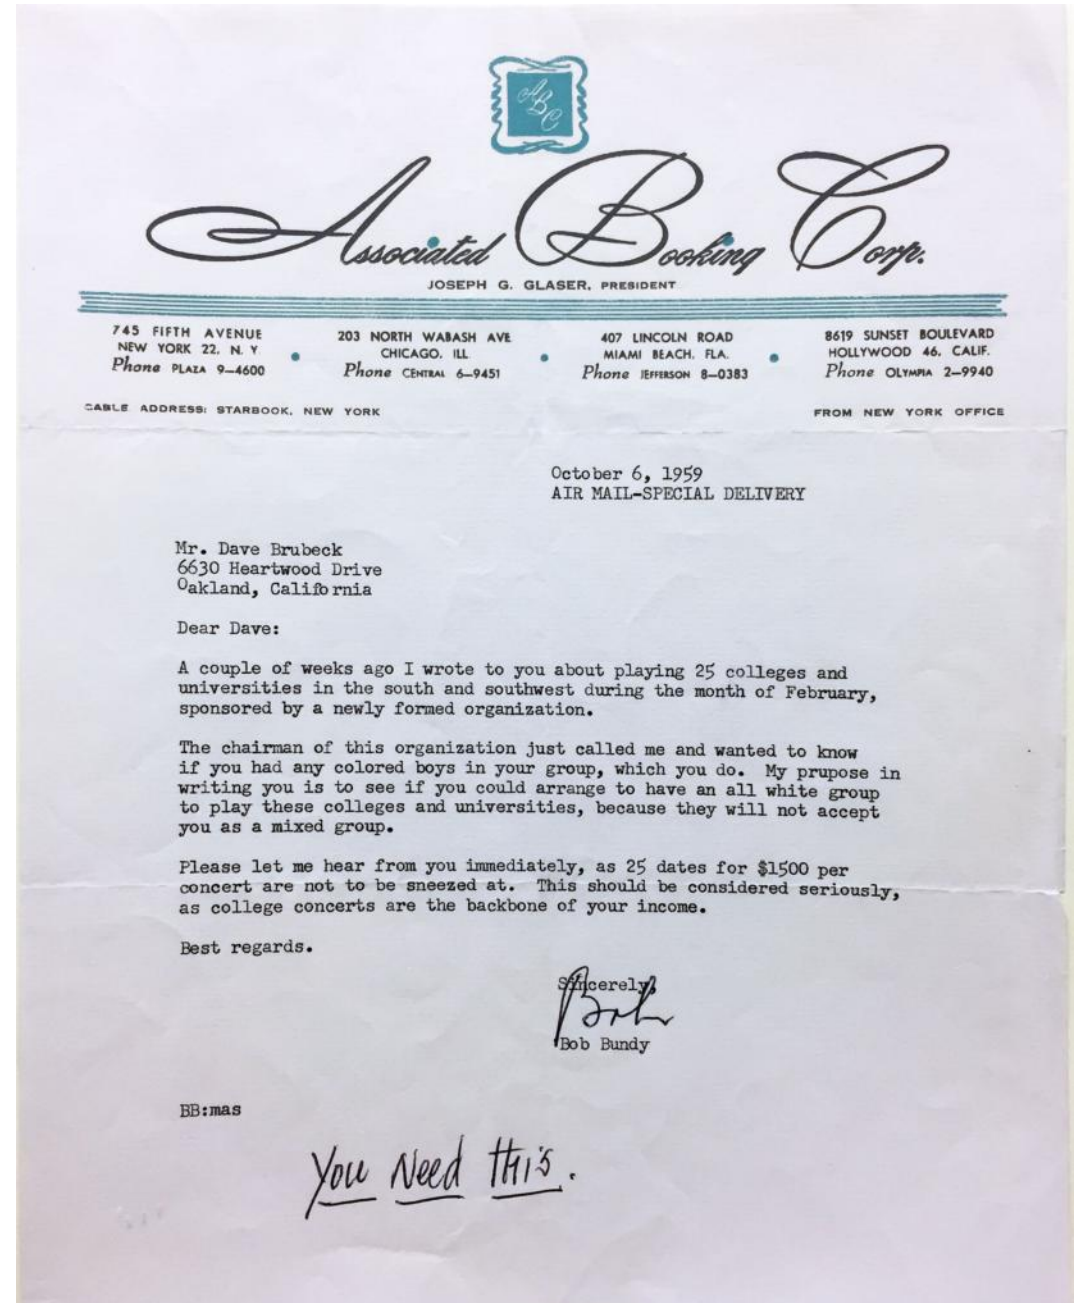 ABC
Associated Booking Corp.
JOSEPH G. GLASER, PRESIDENT
745 FIFTH AVENUE
NEW YORK 22, N. Y.
Phone PLAZA 9-4600
203 NORTH WABASH AVE
CHICAGO, ILL
Phone CENTRAL 6-9451
407 LINCOLN ROAD
MIAMI BEACH, FLA.
Phone JEFFERSON 8-0383
8619 SUNSET BOULEVARD
HOLLYWOOD 46, CALIF.
Phone OLYMPIA 2-9940
CABLE ADDRESS: STARBOOK, NEW YORK
FROM NEW YORK OFFICE
October 6, 1959
AIR MAIL-SPECIAL DELIVERY
Mr. Dave Brubeck
6630 Heartwood Drive
Oakland, California
Dear Dave:
A couple of weeks ago I wrote to you about playing 25 colleges and
universities in the south and southwest during the month of February,
sponsored by a newly formed organization.
The chairman of this organization just called me and wanted to know
if you had any colored boys in your group, which you do. My prupose in
writing you is to see if you could arrange to have an all white group
to play these colleges and universities, because they will not accept
you as a mixed group.
Please let me hear from you immediately, as 25 dates for $1500 per
concert are not to be sneezed at. This should be considered seriously,
as college concerts are the backbone of your income.
Best regards.
Sincerely,
Bob
Bob Bundy
BB:mas
You Need This.